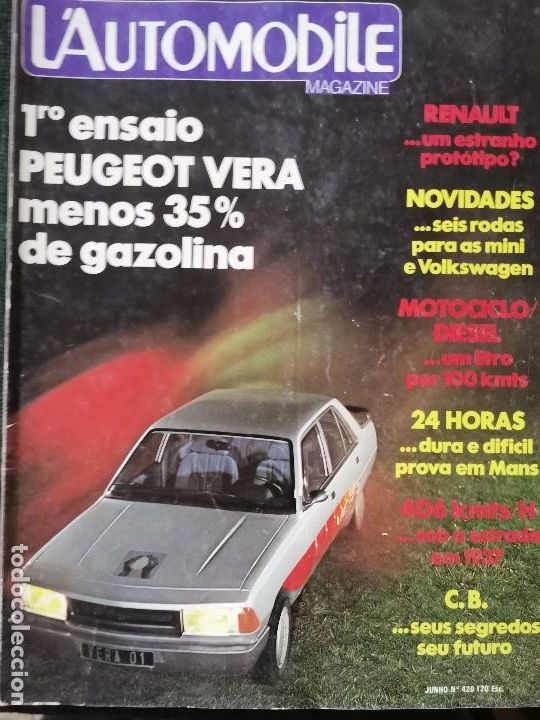 L'AUTOMOBILE
MAGAZINE
1ro ensaio
PEUGEOT VERA
menos 35%
de gazolina
RENAULT
...um estranho
protótipo?
NOVIDADES
...seis rodas
para as mini
e Volkswagen
MOTOCICLO/
DIESEL
...um litro
por 100 kmts
24 HORAS
...dura e dificil
prova em Mans
406 kmts/H
...sob a estrada
em 1937
C.B.
...seus segredos
seu futuro
VERA 01
JUNHO Nº 420 170 Esc.
todocoleccion